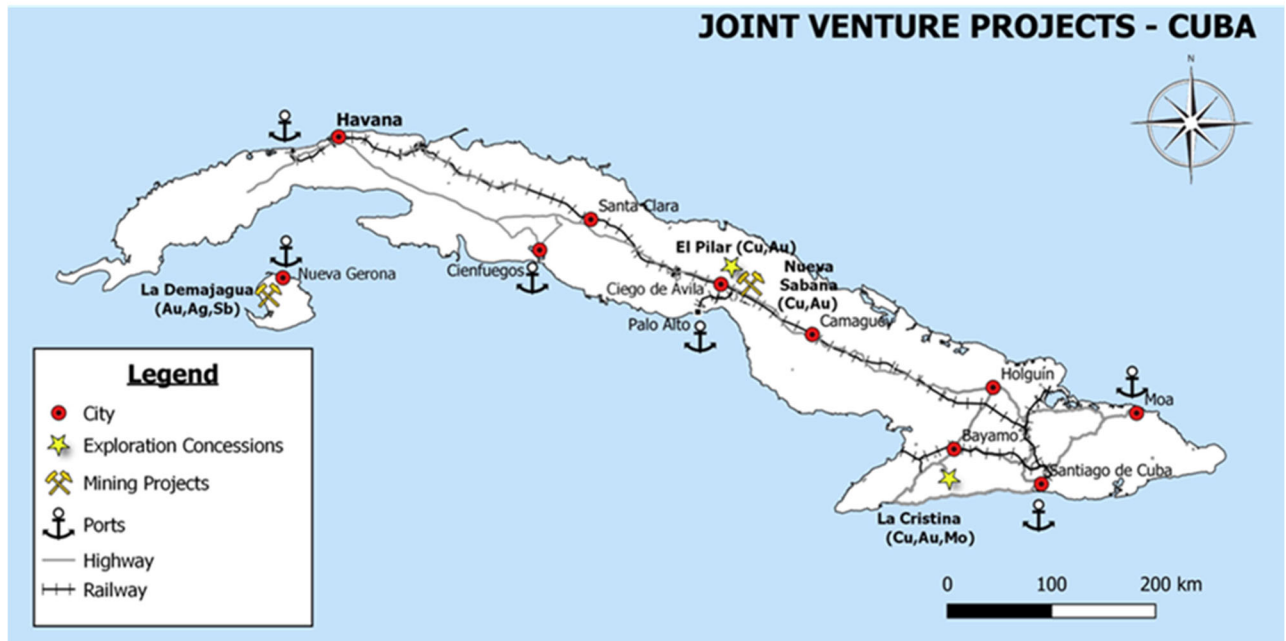 JOINT VENTURE PROJECTS - CUBA
N
Havana
Santa Clara
El Pilar (Cu,Au)
Nueva
Sabana
(Cu,Au)
Nueva Gerona
Cienfuegos
Ciego de Avila
La Demajagua
(Au,Ag,Sb)
Palo Alto
Camaguey
Holguín
Moa
Bayamo
Santiago de Cuba
La Cristina
(Cu,Au,Mo)
Legend
City
Exploration Concessions
Mining Projects
Ports
Highway
Railway
0 100 200 km